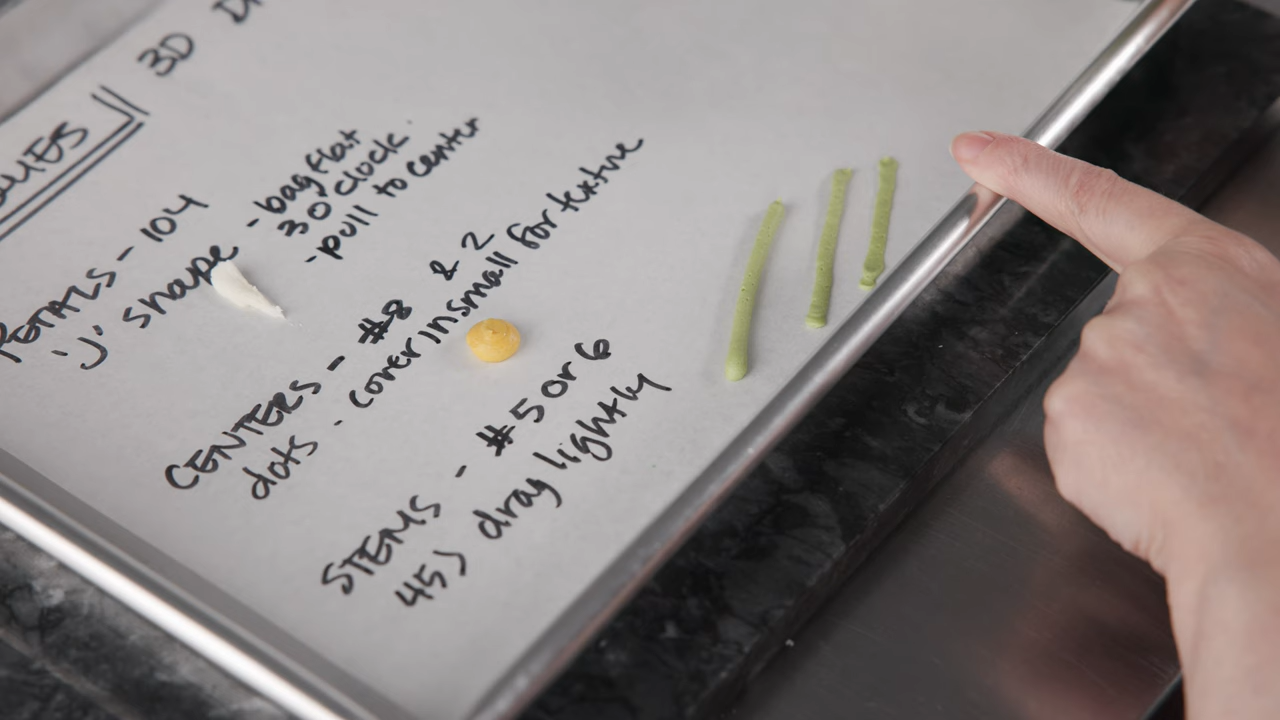 3D
PETALS - 104
'J' shape
- bag flat
30'clock
- pull to center
CENTERS - #8 & 2
dots - cover in small for texture
STEMS - #5 or 6
45) drag lightly